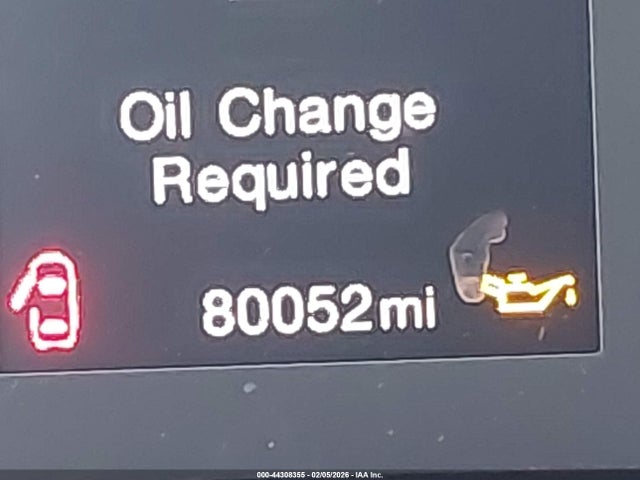 Oil Change
Required
80052mi
000-44308355 - 02/05/2026 - IAA Inc.